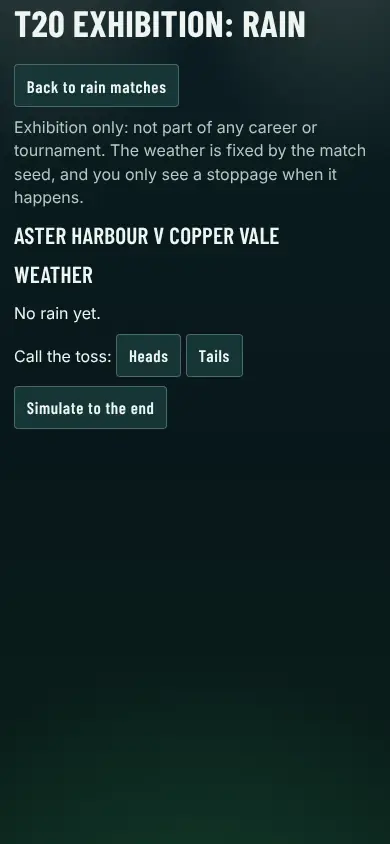 T20 EXHIBITION: RAIN
Back to rain matches
Exhibition only: not part of any career or
tournament. The weather is fixed by the match
seed, and you only see a stoppage when it
happens.
ASTER HARBOUR V COPPER VALE
WEATHER
No rain yet.
Call the toss: Heads Tails
Simulate to the end